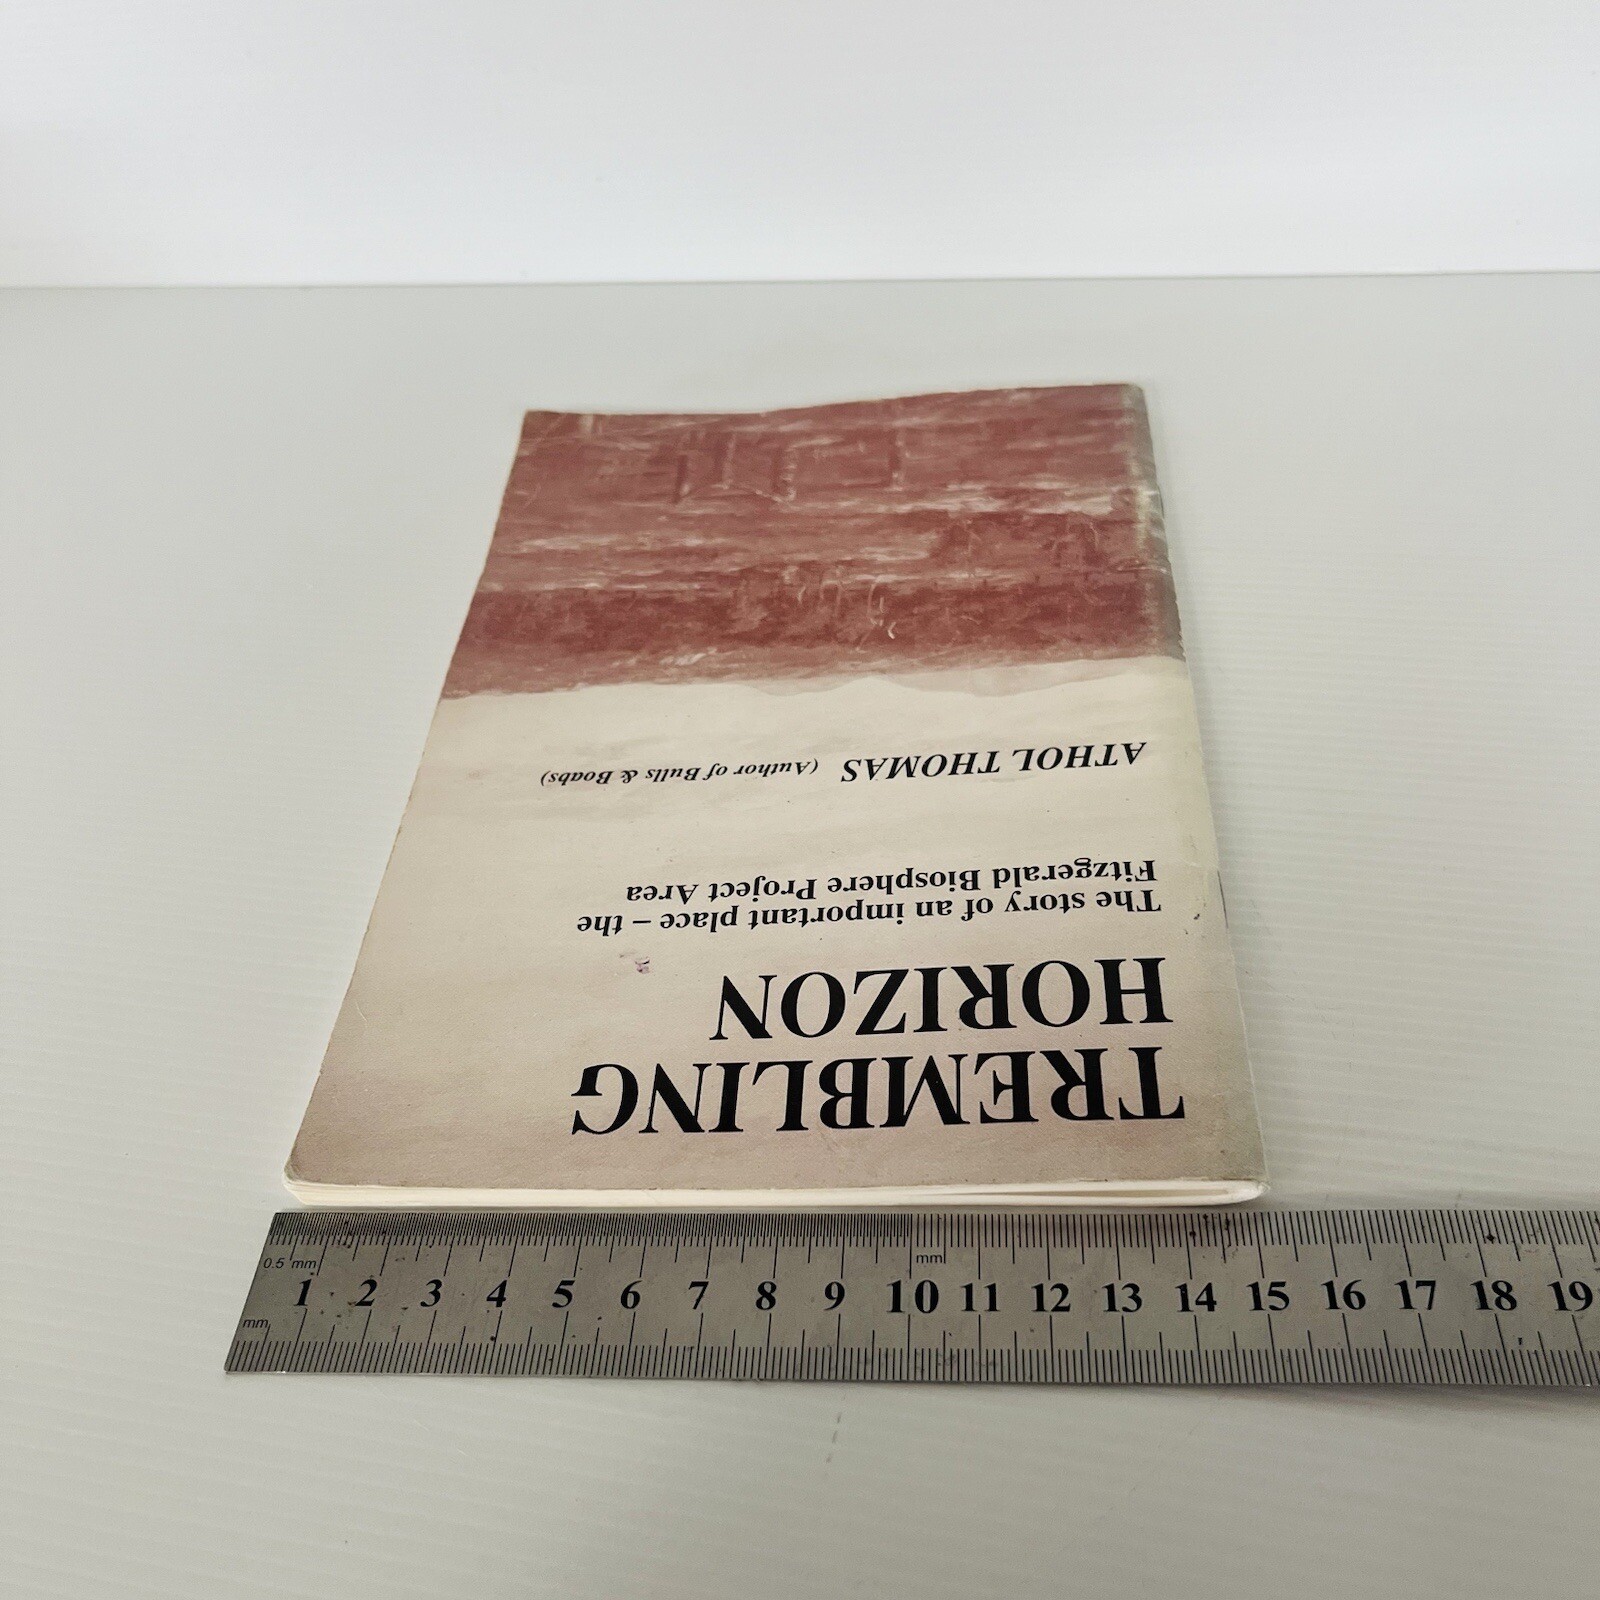 TREMBLING
HORIZON
The story of an important place – the
Fitzgerald Biosphere Project Area
ATHOL THOMAS (Author of Bulls & Boabs)
0.5 mm
mm
1 2 3 4 5 6 7 8 9 10 11 12 13 14 15 16 17 18 19
mm